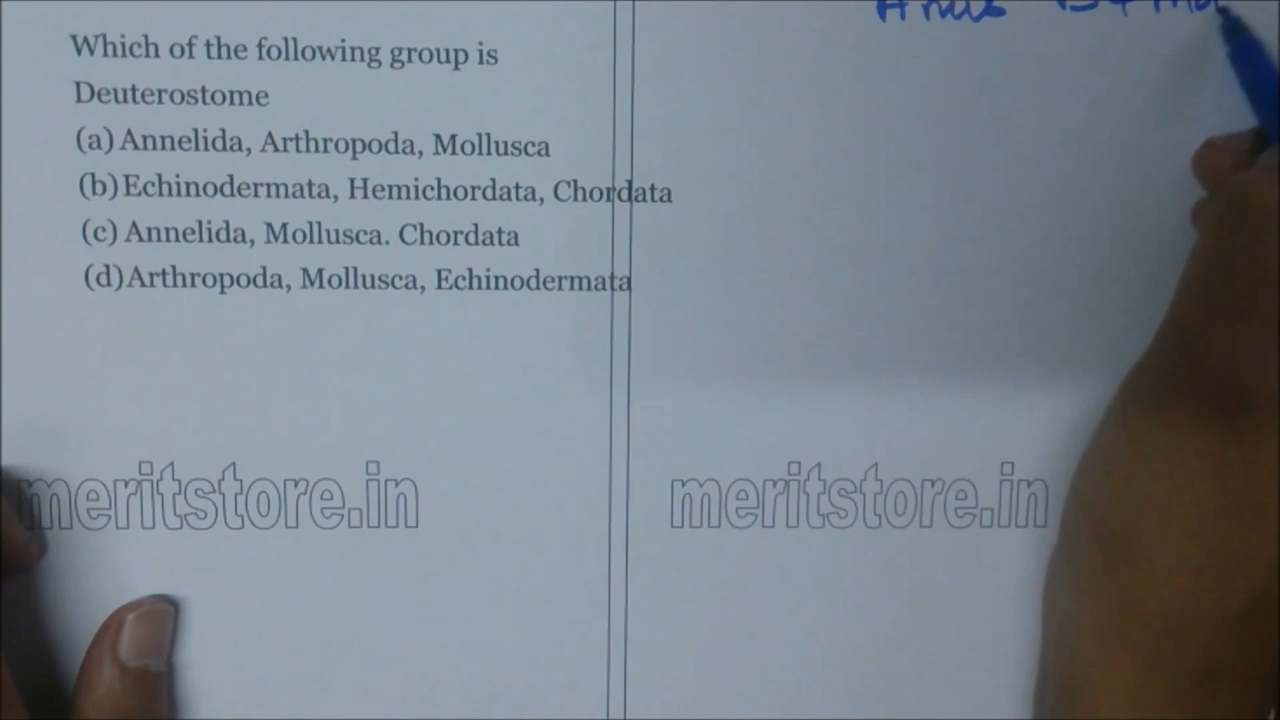 Which of the following group is
Deuterostome
(a) Annelida, Arthropoda, Mollusca
(b) Echinodermata, Hemichordata, Chordata
(c) Annelida, Mollusca. Chordata
(d) Arthropoda, Mollusca, Echinodermata
meritstore.in
meritstore.in